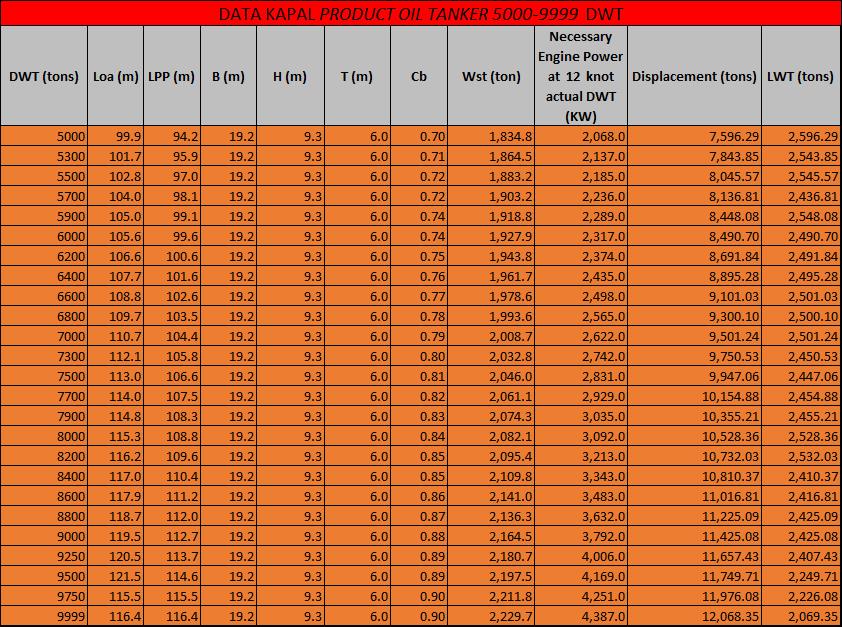 DATA KAPAL PRODUCT OIL TANKER 5000-9999 DWT
DWT (tons) Loa (m) LPP (m) B (m) H (m) T (m) Cb Wst (ton) Necessary Engine Power at 12 knot actual DWT (KW) Displacement (tons) LWT (tons)
5000 99.9 94.2 19.2 9.3 6.0 0.70 1,834.8 2,068.0 7,596.29 2,596.29
5300 101.7 95.9 19.2 9.3 6.0 0.71 1,864.5 2,137.0 7,843.85 2,543.85
5500 102.8 97.0 19.2 9.3 6.0 0.72 1,883.2 2,185.0 8,045.57 2,545.57
5700 104.0 98.1 19.2 9.3 6.0 0.72 1,903.2 2,236.0 8,136.81 2,436.81
5900 105.0 99.1 19.2 9.3 6.0 0.74 1,918.8 2,289.0 8,448.08 2,548.08
6000 105.6 99.6 19.2 9.3 6.0 0.74 1,927.9 2,317.0 8,490.70 2,490.70
6200 106.6 100.6 19.2 9.3 6.0 0.75 1,943.8 2,374.0 8,691.84 2,491.84
6400 107.7 101.6 19.2 9.3 6.0 0.76 1,961.7 2,435.0 8,895.28 2,495.28
6600 108.8 102.6 19.2 9.3 6.0 0.77 1,978.6 2,498.0 9,101.03 2,501.03
6800 109.7 103.5 19.2 9.3 6.0 0.78 1,993.6 2,565.0 9,300.10 2,500.10
7000 110.7 104.4 19.2 9.3 6.0 0.79 2,008.7 2,622.0 9,501.24 2,501.24
7300 112.1 105.8 19.2 9.3 6.0 0.80 2,032.8 2,742.0 9,750.53 2,450.53
7500 113.0 106.6 19.2 9.3 6.0 0.81 2,046.0 2,831.0 9,947.06 2,447.06
7700 114.0 107.5 19.2 9.3 6.0 0.82 2,061.1 2,929.0 10,154.88 2,454.88
7900 114.8 108.3 19.2 9.3 6.0 0.83 2,074.3 3,035.0 10,355.21 2,455.21
8000 115.3 108.8 19.2 9.3 6.0 0.84 2,082.1 3,092.0 10,528.36 2,528.36
8200 116.2 109.6 19.2 9.3 6.0 0.85 2,095.4 3,213.0 10,732.03 2,532.03
8400 117.0 110.4 19.2 9.3 6.0 0.85 2,109.8 3,343.0 10,810.37 2,410.37
8600 117.9 111.2 19.2 9.3 6.0 0.86 2,141.0 3,483.0 11,016.81 2,416.81
8800 118.7 112.0 19.2 9.3 6.0 0.87 2,136.3 3,632.0 11,225.09 2,425.09
9000 119.5 112.7 19.2 9.3 6.0 0.88 2,164.5 3,792.0 11,425.08 2,425.08
9250 120.5 113.7 19.2 9.3 6.0 0.89 2,180.7 4,006.0 11,657.43 2,407.43
9500 121.5 114.6 19.2 9.3 6.0 0.89 2,197.5 4,169.0 11,749.71 2,249.71
9750 115.5 115.5 19.2 9.3 6.0 0.90 2,211.8 4,251.0 11,976.08 2,226.08
9999 116.4 116.4 19.2 9.3 6.0 0.90 2,229.7 4,387.0 12,068.35 2,069.35